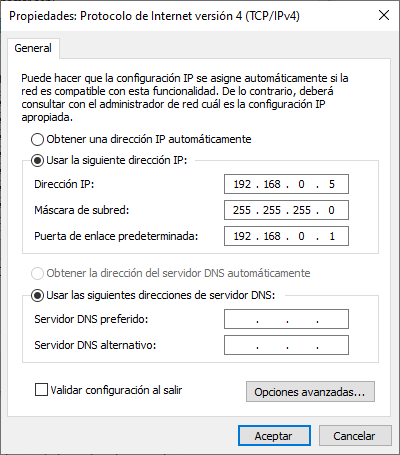 Propiedades: Protocolo de Internet versión 4 (TCP/IPv4)
General
Puede hacer que la configuración IP se asigne automáticamente si la
red es compatible con esta funcionalidad. De lo contrario, deberá
consultar con el administrador de red cuál es la configuración IP
apropiada.
Obtener una dirección IP automáticamente
Usar la siguiente dirección IP:
Dirección IP: 192 . 168 . 0 . 5
Máscara de subred: 255 . 255 . 255 . 0
Puerta de enlace predeterminada: 192 . 168 . 0 . 1
Obtener la dirección del servidor DNS automáticamente
Usar las siguientes direcciones de servidor DNS:
Servidor DNS preferido: . . .
Servidor DNS alternativo: . . .
Validar configuración al salir
Opciones avanzadas...
Aceptar
Cancelar